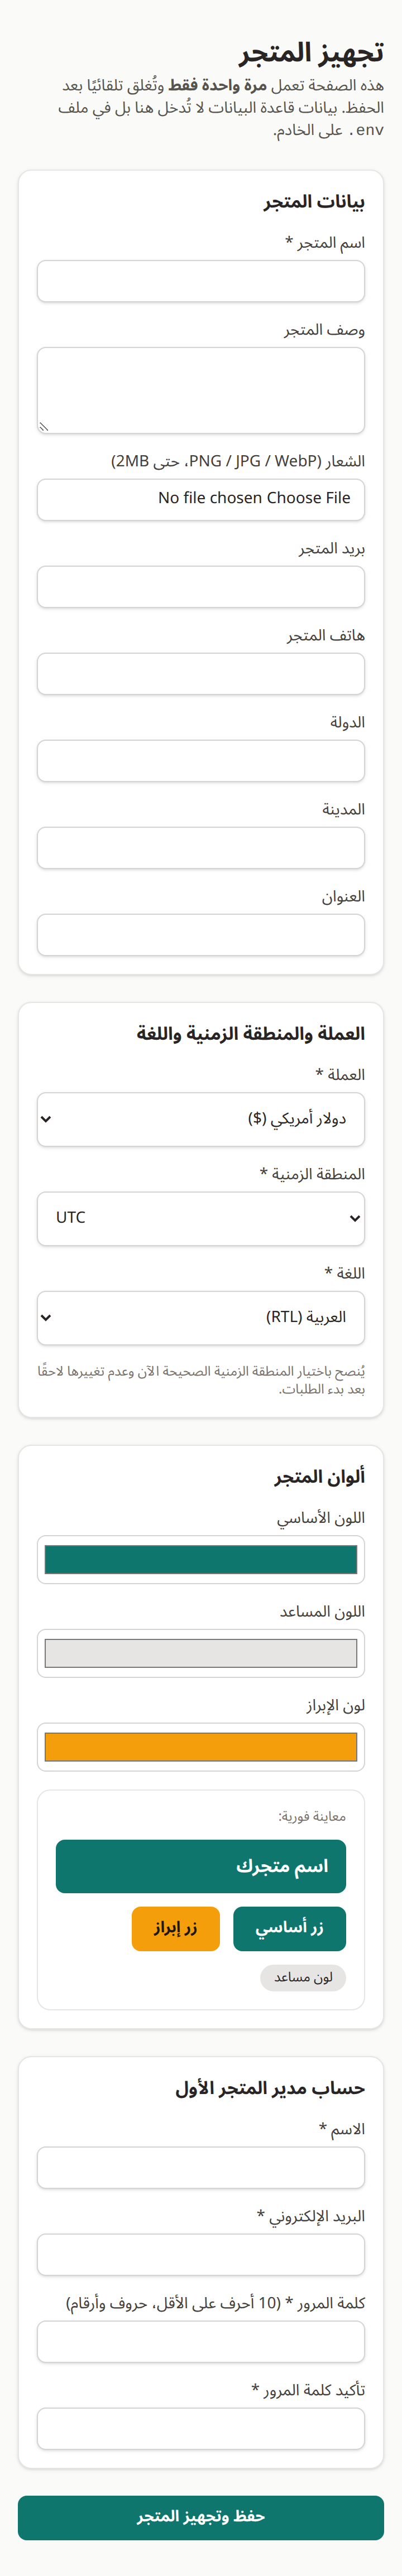 تجهيز المتجر
هذه الصفحة تعمل مرة واحدة فقط وتُغلق تلقائيًا بعد
الحفظ. بيانات قاعدة البيانات لا تُدخل هنا بل في ملف
.env على الخادم.
بيانات المتجر
اسم المتجر *
وصف المتجر
الشعار (PNG / JPG / WebP، حتى 2MB)
No file chosen Choose File
بريد المتجر
هاتف المتجر
الدولة
المدينة
العنوان
العملة والمنطقة الزمنية واللغة
العملة *
دولار أمريكي ($)
المنطقة الزمنية *
UTC
اللغة *
العربية (RTL)
يُنصح باختيار المنطقة الزمنية الصحيحة الآن وعدم تغييرها لاحقًا
بعد بدء الطلبات.
ألوان المتجر
اللون الأساسي
اللون المساعد
لون الإبراز
معاينة فورية:
اسم متجرك
زر أساسي
زر إبراز
لون مساعد
حساب مدير المتجر الأول
الاسم *
البريد الإلكتروني *
كلمة المرور * (10 أحرف على الأقل، حروف وأرقام)
تأكيد كلمة المرور *
حفظ وتجهيز المتجر